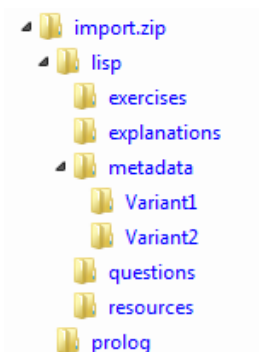 import.zip
lisp
exercises
explanations
metadata
Variant1
Variant2
questions
resources
prolog